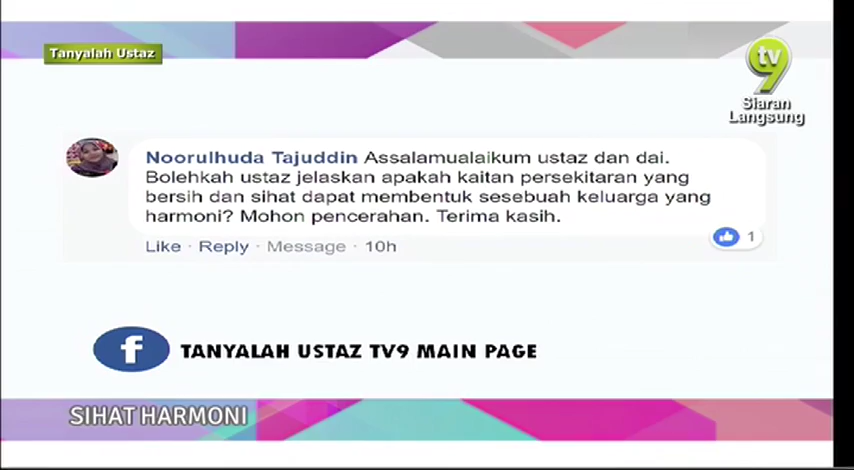 Tanyalah Ustaz
tv
9
Siaran
Langsung
Noorulhuda Tajuddin Assalamualaikum ustaz dan dai.
Bolehkah ustaz jelaskan apakah kaitan persekitaran yang
bersih dan sihat dapat membentuk sesebuah keluarga yang
harmoni? Mohon pencerahan. Terima kasih.
Like · Reply · Message · 10h
1
f TANYALAH USTAZ TV9 MAIN PAGE
SIHAT HARMONI